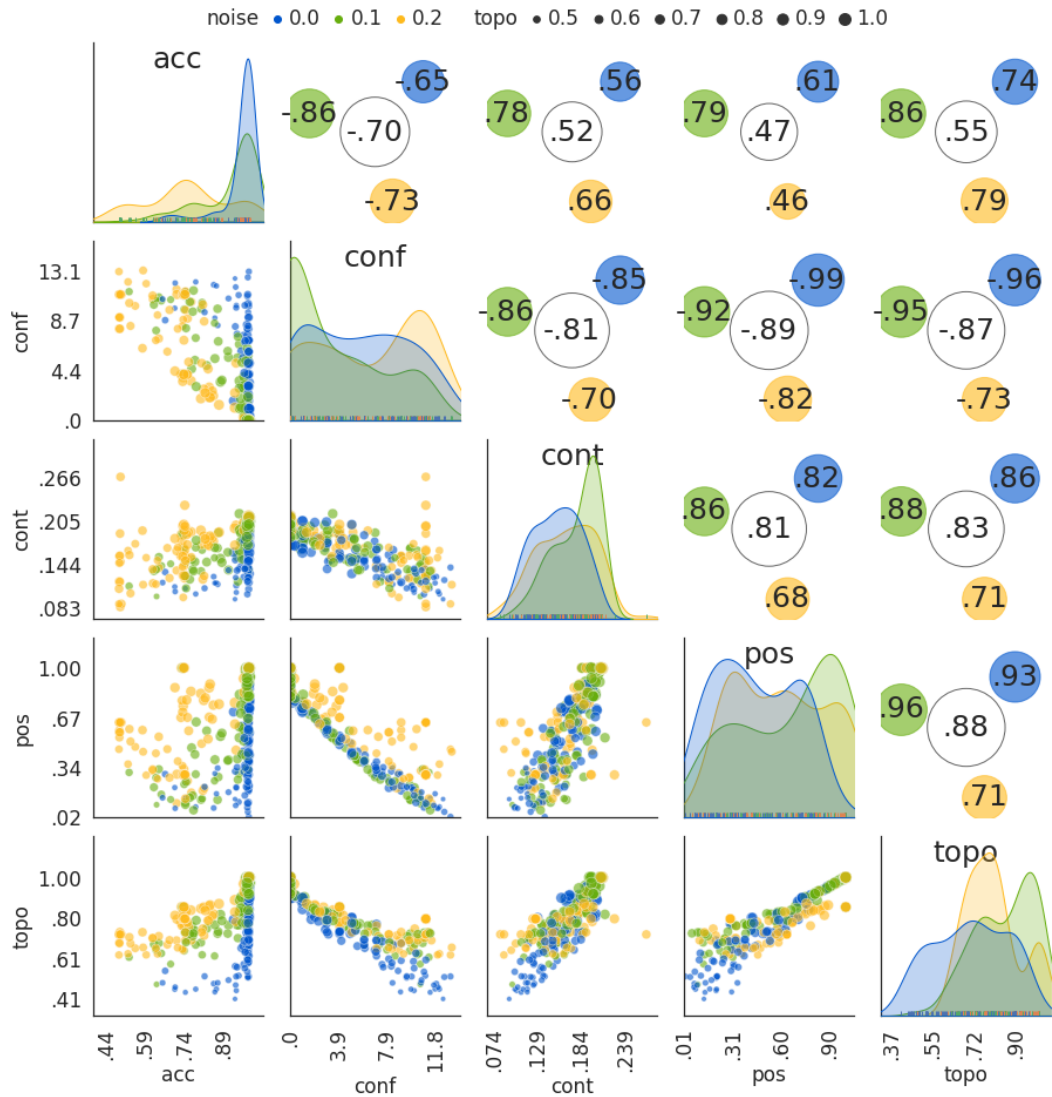 noise 0.0 0.1 0.2 topo 0.5 0.6 0.7 0.8 0.9 1.0
acc
-.86 -.70 -.65 -.73
.78 .52 .56 .66
.79 .47 .61 .46
.86 .55 .74 .79
conf
13.1
8.7
4.4
.0
conf
-.86 -.81 -.85 -.70
-.92 -.89 -.99 -.82
-.95 -.87 -.96 -.73
cont
.266
.205
.144
.083
cont
.86 .81 .82 .68
.88 .83 .86 .71
pos
1.00
.67
.34
.02
pos
.96 .88 .93 .71
topo
1.00
.80
.61
.41
topo
.44 .59 .74 .89
acc
.0 3.9 7.9 11.8
conf
.074 .129 .184 .239
cont
.01 .31 .60 .90
pos
.37 .55 .72 .90
topo